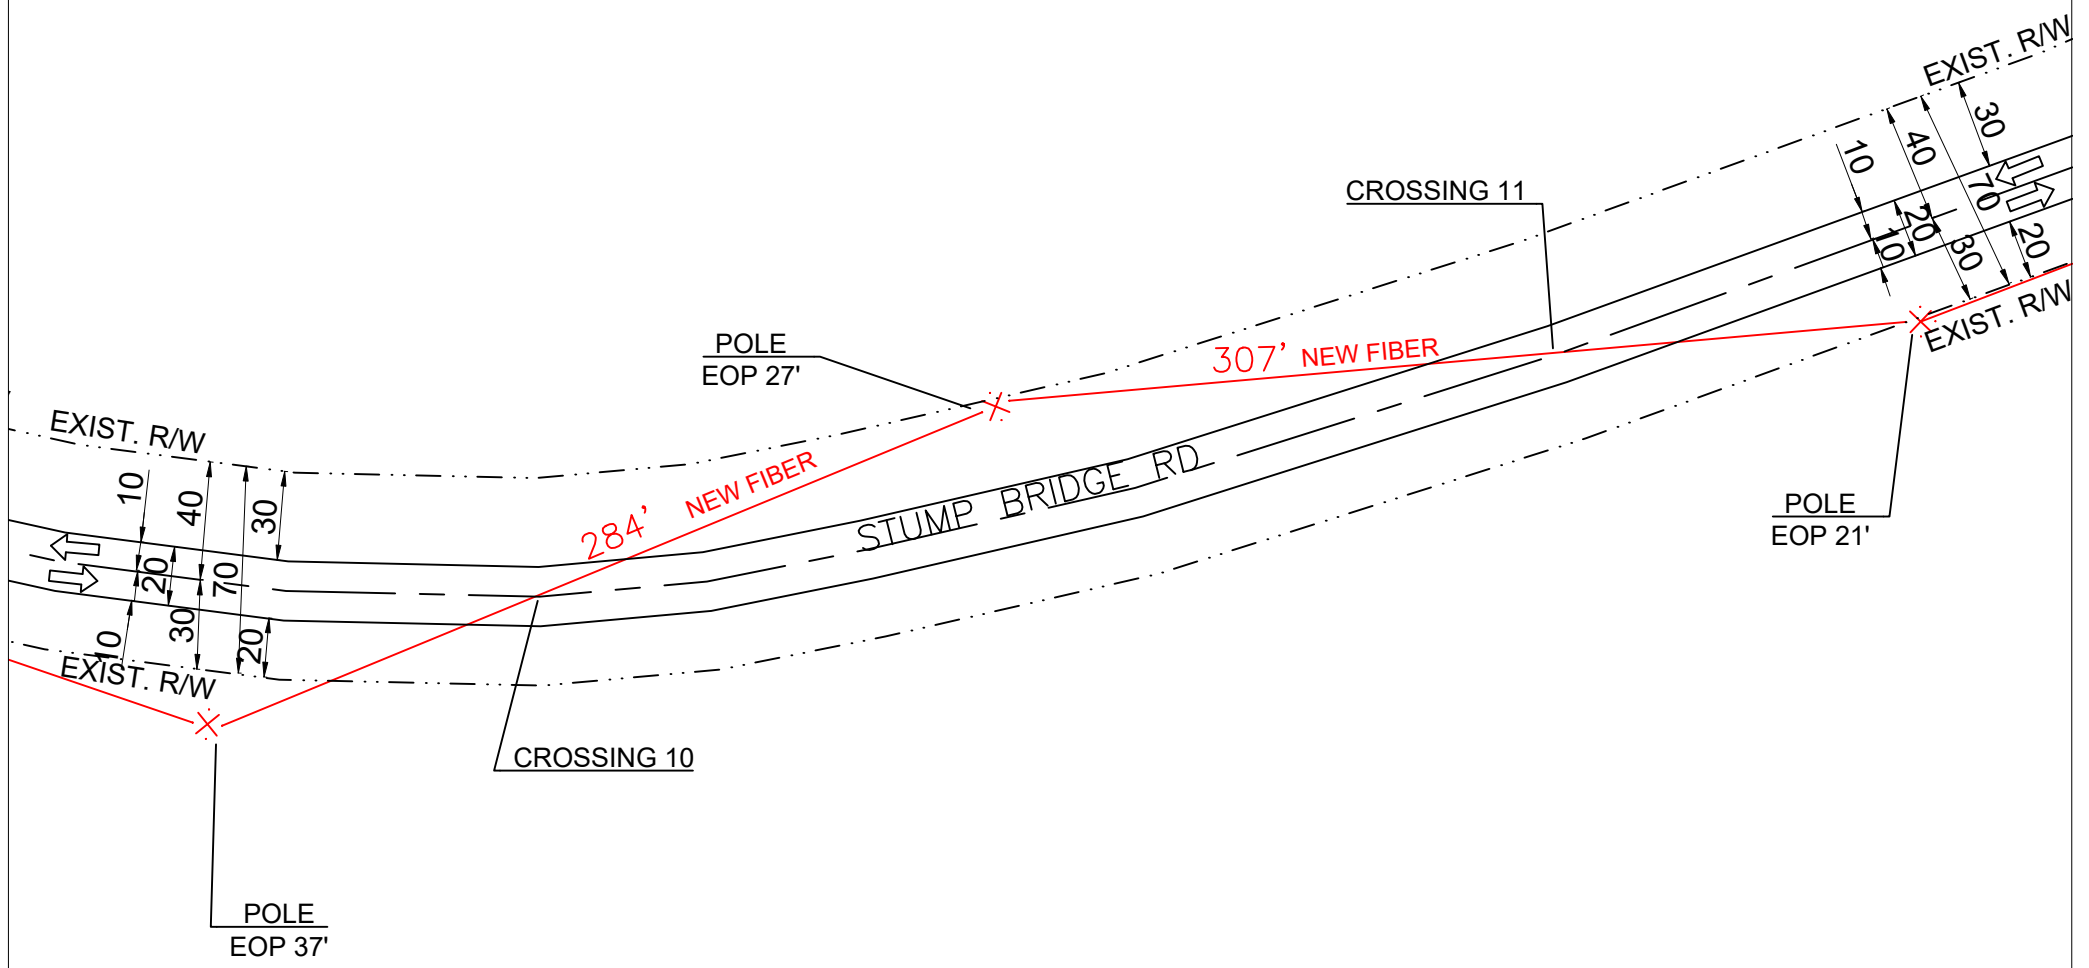 EXIST. R/W
30
40
10
70
20
10
30
20
EXIST. R/W
CROSSING 11
POLE
EOP 27'
307' NEW FIBER
284' NEW FIBER
STUMP BRIDGE RD
POLE
EOP 21'
EXIST. R/W
10
40
30
20
70
30
10
20
EXIST. R/W
CROSSING 10
POLE
EOP 37'